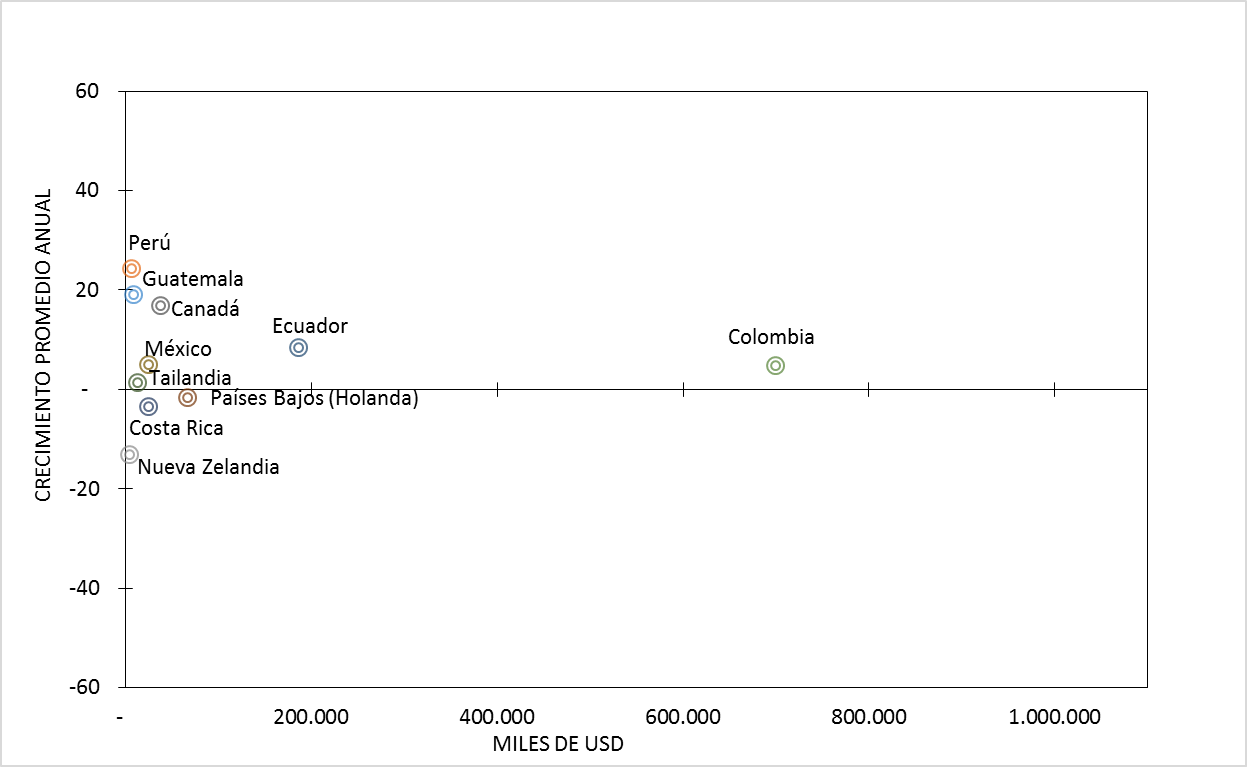 60
40
20
-
-20
-40
-60
CRECIMIENTO PROMEDIO ANUAL
Perú
Guatemala
Canadá
Ecuador
Colombia
México
Tailandia
Países Bajos (Holanda)
Costa Rica
Nueva Zelandia
- 200.000 400.000 600.000 800.000 1.000.000
MILES DE USD